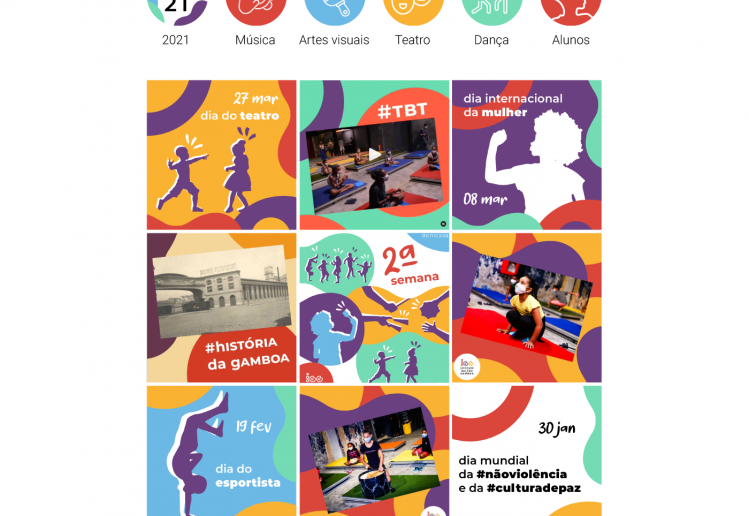 21
2021
Música
Artes visuais
Teatro
Dança
Alunos
27 mar
dia do teatro
#TBT
dia internacional
da mulher
08 mar
#hISTÓRIA
da gAMBOA
2ª
semana
19 fev
dia do
esportista
30 jan
dia mundial
da #nãoviolência
e da #culturadepaz